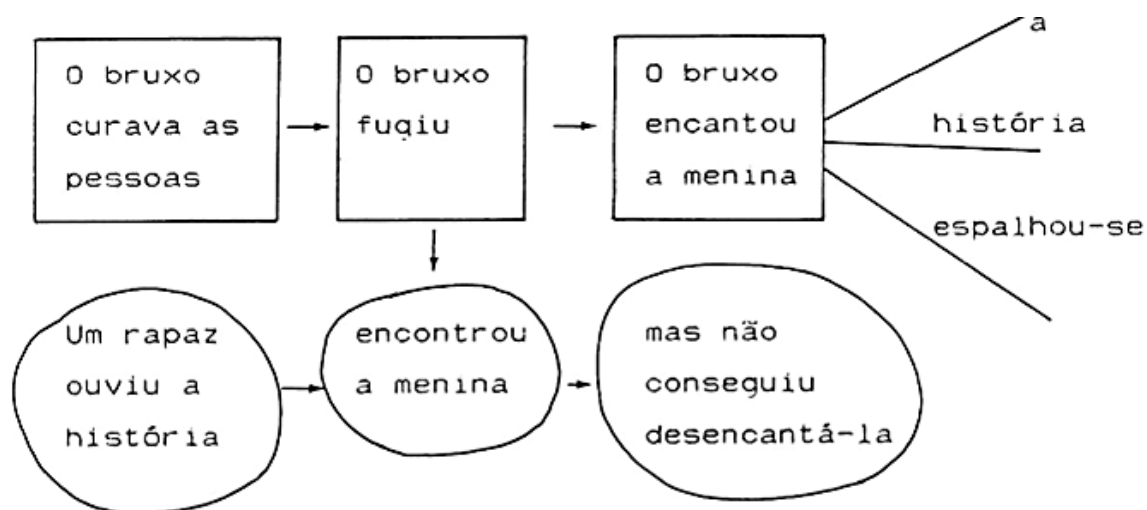 O bruxo
curava as
pessoas
O bruxo
fugiu
O bruxo
encantou
a menina
a
história
espalhou-se
Um rapaz
ouviu a
história
encontrou
a menina
mas não
conseguiu
desencantá-la